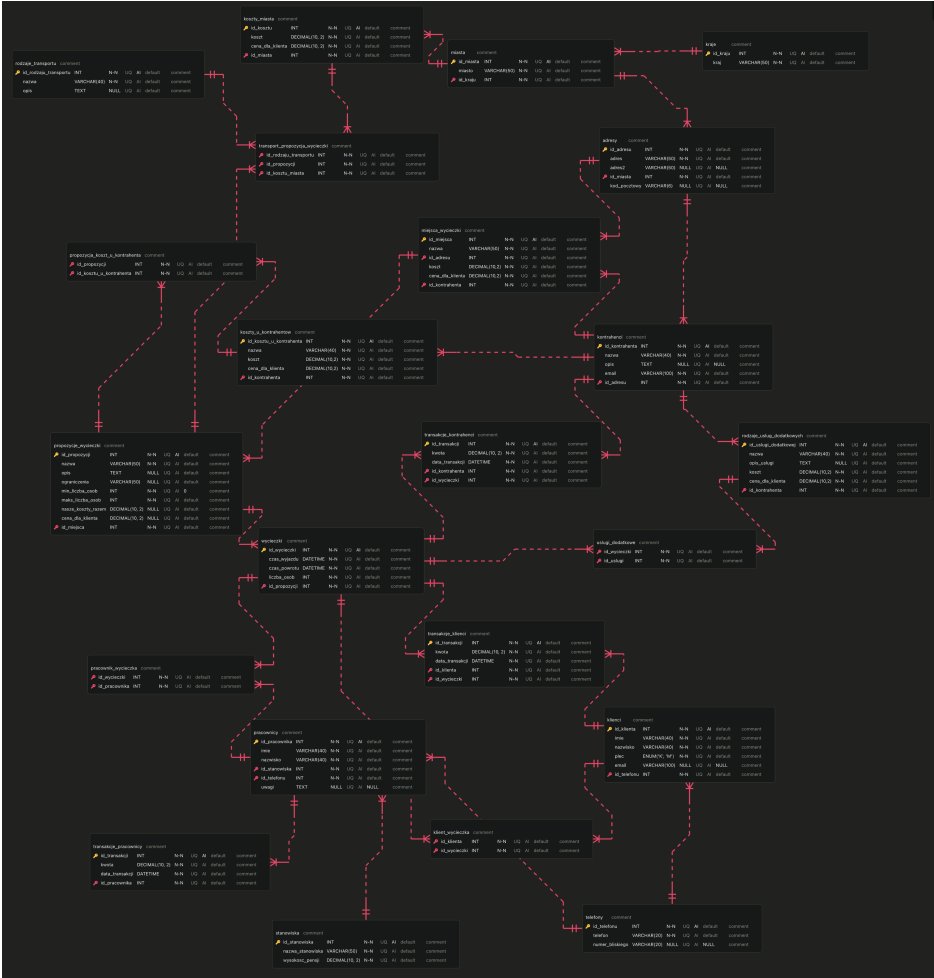 koszty_miasta comment
id_kosztu INT N-N UQ AI default comment
koszt DECIMAL(10, 2) N-N UQ AI default comment
cena_dla_klienta DECIMAL(10, 2) N-N UQ AI default comment
id_miasta INT N-N UQ AI default comment
kraje comment
id_kraju INT N-N UQ AI default comment
kraj VARCHAR(50) N-N UQ AI default comment
miasta comment
id_miasta INT N-N UQ AI default comment
miasto VARCHAR(50) N-N UQ AI default comment
id_kraju INT N-N UQ AI default comment
rodzaje_transportu comment
id_rodzaju_transportu INT N-N UQ AI default comment
nazwa VARCHAR(40) N-N UQ AI default comment
opis TEXT NULL UQ AI default comment
transport_propozycja_wycieczki comment
id_rodzaju_transportu INT N-N UQ AI default comment
id_propozycji INT N-N UQ AI default comment
id_kosztu_miasta INT N-N UQ AI default comment
adresy comment
id_adresu INT N-N UQ AI default comment
adres VARCHAR(50) N-N UQ AI default comment
adres2 VARCHAR(50) NULL UQ AI NULL comment
id_miasta INT N-N UQ AI default comment
kod_pocztowy VARCHAR(6) NULL UQ AI NULL comment
miejsca_wycieczki comment
id_miejsca INT N-N UQ AI default comment
nazwa VARCHAR(50) N-N UQ AI default comment
id_adresu INT N-N UQ AI default comment
koszt DECIMAL(10,2) N-N UQ AI default comment
cena_dla_klienta DECIMAL(10,2) N-N UQ AI default comment
id_kontrahenta INT N-N UQ AI default comment
propozycja_koszt_u_kontrahenta comment
id_propozycji INT N-N UQ AI default comment
id_kosztu_u_kontrahenta INT N-N UQ AI default comment
koszty_u_kontrahentow comment
id_kosztu_u_kontrahenta INT N-N UQ AI default comment
nazwa VARCHAR(40) N-N UQ AI default comment
koszt DECIMAL(10,2) N-N UQ AI default comment
cena_dla_klienta DECIMAL(10,2) N-N UQ AI default comment
id_kontrahenta INT N-N UQ AI default comment
kontrahenci comment
id_kontrahenta INT N-N UQ AI default comment
nazwa VARCHAR(40) N-N UQ AI default comment
opis TEXT NULL UQ AI NULL comment
email VARCHAR(100) N-N UQ AI default comment
id_adresu INT N-N UQ AI default comment
propozycje_wycieczki comment
id_propozycji INT N-N UQ AI default comment
nazwa VARCHAR(50) N-N UQ AI default comment
opis TEXT NULL UQ AI default comment
ograniczenia VARCHAR(50) NULL UQ AI default comment
min_liczba_osob INT N-N UQ AI 0 comment
maks_liczba_osob INT N-N UQ AI default comment
nasze_koszty_razem DECIMAL(10, 2) NULL UQ AI default comment
cena_dla_klienta DECIMAL(10, 2) NULL UQ AI default comment
id_miejsca INT N-N UQ AI default comment
transakcje_kontrahenci comment
id_transakcji INT N-N UQ AI default comment
kwota DECIMAL(10, 2) N-N UQ AI default comment
data_transakcji DATETIME N-N UQ AI default comment
id_kontrahenta INT N-N UQ AI default comment
id_wycieczki INT N-N UQ AI default comment
rodzaje_uslug_dodatkowych comment
id_uslugi_dodatkowej INT N-N UQ AI default comment
nazwa VARCHAR(40) N-N UQ AI default comment
opis_uslugi TEXT NULL UQ AI default comment
koszt DECIMAL(10,2) N-N UQ AI default comment
cena_dla_klienta DECIMAL(10,2) N-N UQ AI default comment
id_kontrahenta INT N-N UQ AI default comment
wycieczki comment
id_wycieczki INT N-N UQ AI default comment
czas_wyjazdu DATETIME N-N UQ AI default comment
czas_powrotu DATETIME N-N UQ AI default comment
liczba_osob INT N-N UQ AI default comment
id_propozycji INT N-N UQ AI default comment
uslugi_dodatkowe comment
id_wycieczki INT N-N UQ AI default comment
id_uslugi INT N-N UQ AI default comment
transakcje_klienci comment
id_transakcji INT N-N UQ AI default comment
kwota DECIMAL(10, 2) N-N UQ AI default comment
data_transakcji DATETIME N-N UQ AI default comment
id_klienta INT N-N UQ AI default comment
id_wycieczki INT N-N UQ AI default comment
pracownik_wycieczka comment
id_wycieczki INT N-N UQ AI default comment
id_pracownika INT N-N UQ AI default comment
pracownicy comment
id_pracownika INT N-N UQ AI default comment
imie VARCHAR(40) N-N UQ AI default comment
nazwisko VARCHAR(40) N-N UQ AI default comment
id_stanowiska INT N-N UQ AI default comment
id_telefonu INT N-N UQ AI default comment
uwagi TEXT NULL UQ AI NULL comment
klienci comment
id_klienta INT N-N UQ AI default comment
imie VARCHAR(40) N-N UQ AI default comment
nazwisko VARCHAR(40) N-N UQ AI default comment
plec ENUM('K', 'M') N-N UQ AI default comment
email VARCHAR(100) NULL UQ AI NULL comment
id_telefonu INT N-N UQ AI default comment
klient_wycieczka comment
id_klienta INT N-N UQ AI default comment
id_wycieczki INT N-N UQ AI default comment
transakcje_pracownicy comment
id_transakcji INT N-N UQ AI default comment
kwota DECIMAL(10, 2) N-N UQ AI default comment
data_transakcji DATETIME N-N UQ AI default comment
id_pracownika INT N-N UQ AI default comment
telefony comment
id_telefonu INT N-N UQ AI default comment
telefon VARCHAR(20) N-N UQ AI default comment
numer_bliskiego VARCHAR(20) NULL UQ AI NULL comment
stanowiska comment
id_stanowiska INT N-N UQ AI default comment
nazwa_stanowiska VARCHAR(50) N-N UQ AI default comment
wysokosc_pensji DECIMAL(10, 2) N-N UQ AI default comment